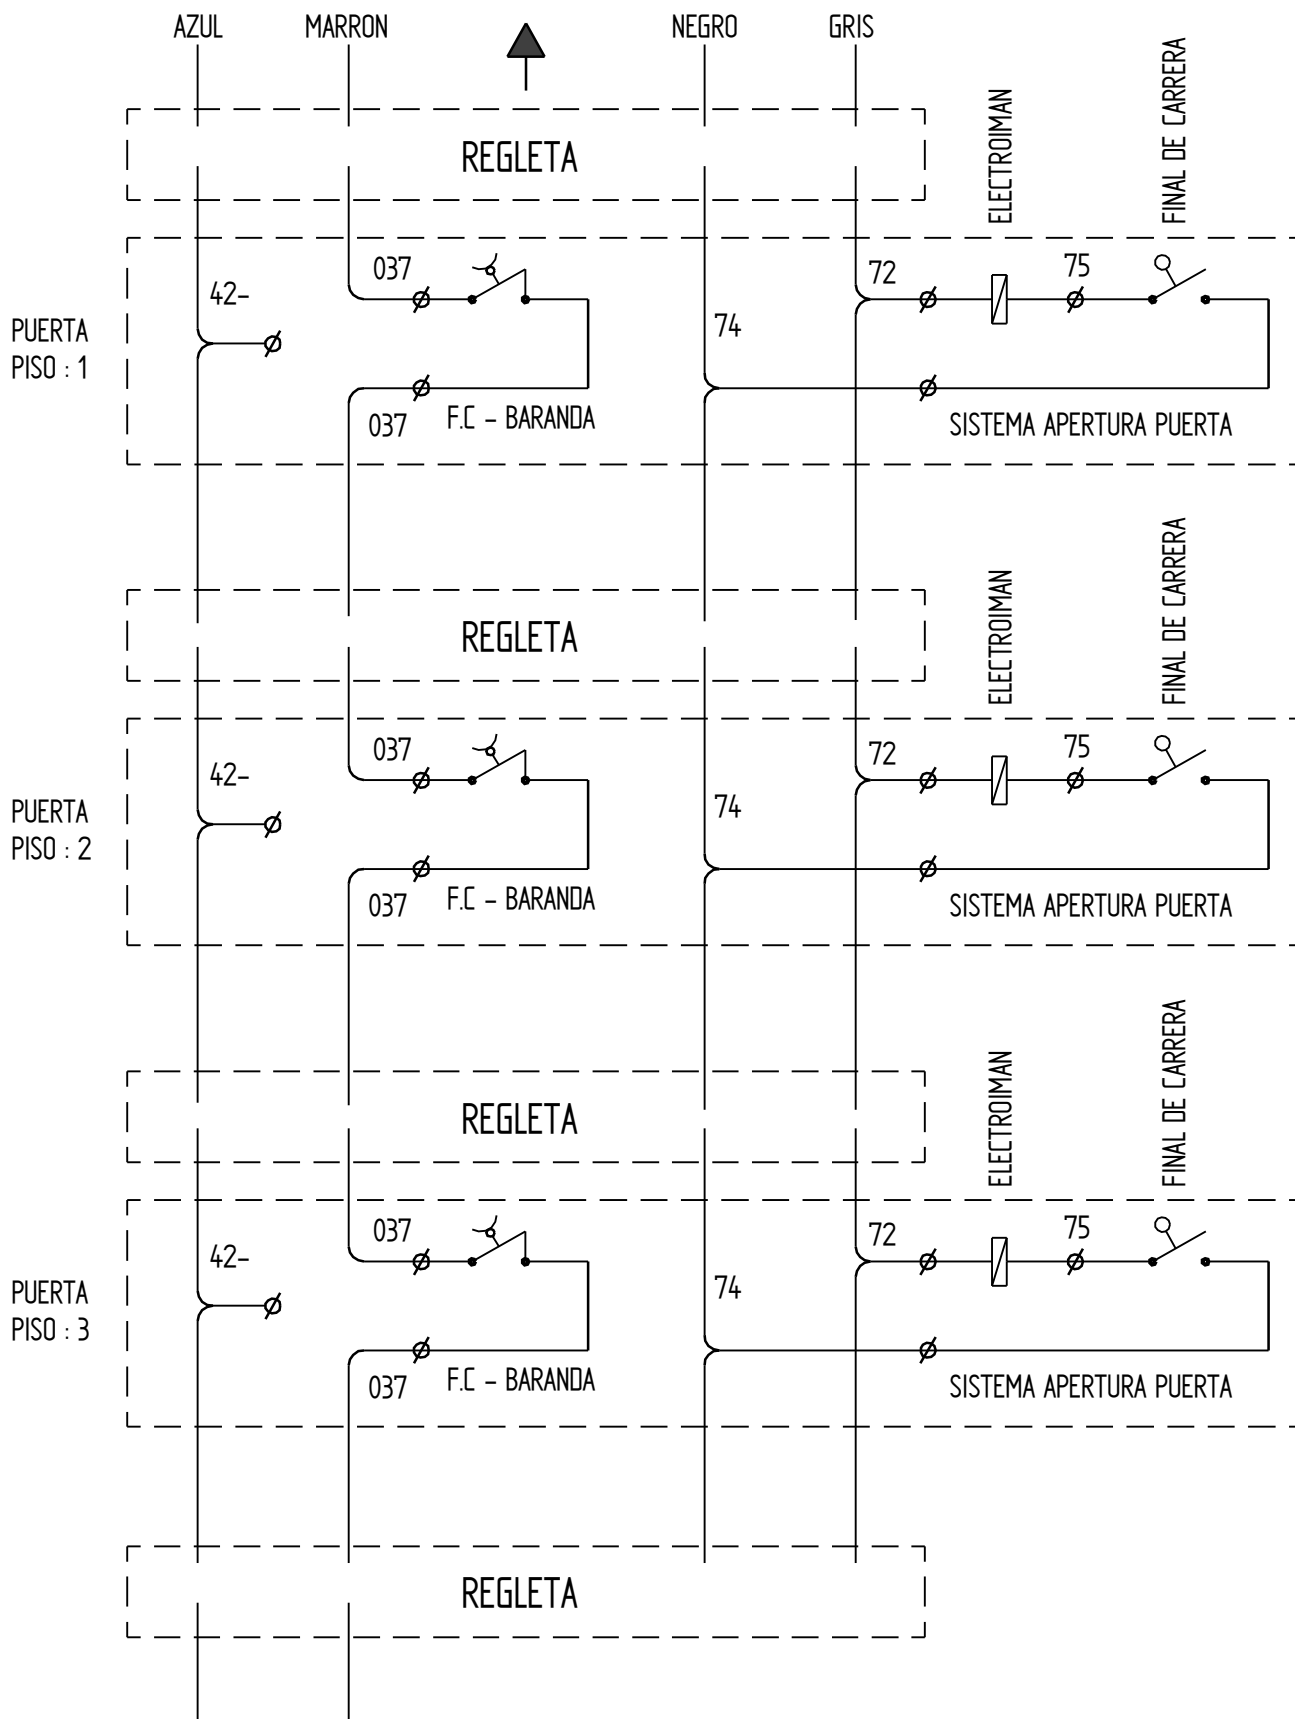 AZUL
MARRON
NEGRO
GRIS
ELECTROIMAN
FINAL DE CARRERA
REGLETA
PUERTA
PISO : 1
42-
037
037
F.C - BARANDA
74
72
75
SISTEMA APERTURA PUERTA
ELECTROIMAN
FINAL DE CARRERA
REGLETA
PUERTA
PISO : 2
42-
037
037
F.C - BARANDA
74
72
75
SISTEMA APERTURA PUERTA
ELECTROIMAN
FINAL DE CARRERA
REGLETA
PUERTA
PISO : 3
42-
037
037
F.C - BARANDA
74
72
75
SISTEMA APERTURA PUERTA
REGLETA